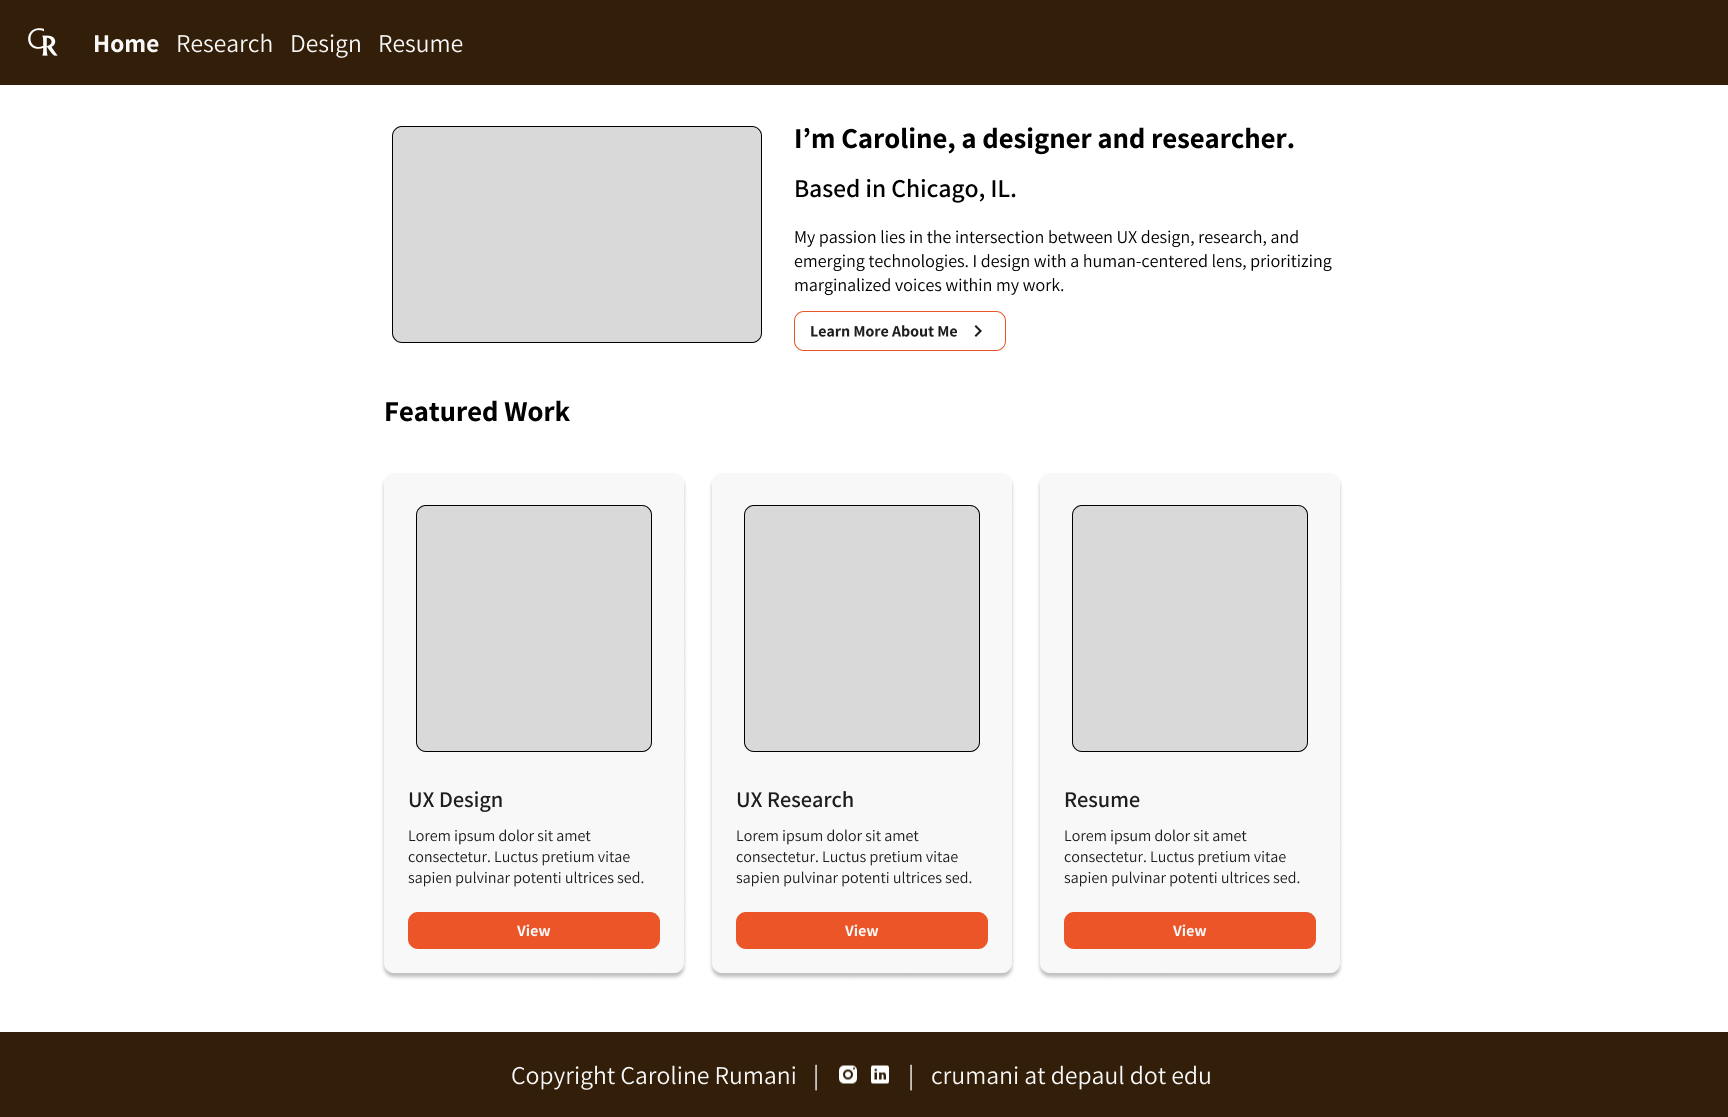 CR
Home Research Design Resume
I’m Caroline, a designer and researcher.
Based in Chicago, IL.
My passion lies in the intersection between UX design, research, and
emerging technologies. I design with a human-centered lens, prioritizing
marginalized voices within my work.
Learn More About Me
Featured Work
UX Design
Lorem ipsum dolor sit amet
consectetur. Luctus pretium vitae
sapien pulvinar potenti ultrices sed.
View
UX Research
Lorem ipsum dolor sit amet
consectetur. Luctus pretium vitae
sapien pulvinar potenti ultrices sed.
View
Resume
Lorem ipsum dolor sit amet
consectetur. Luctus pretium vitae
sapien pulvinar potenti ultrices sed.
View
Copyright Caroline Rumani | in | crumani at depaul dot edu